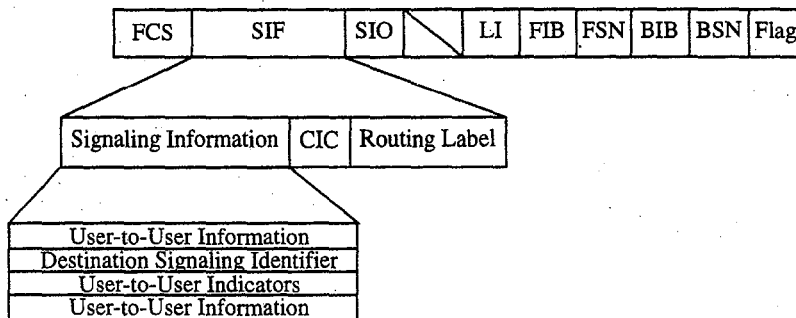 FCS SIF SIO LI FIB FSN BIB BSN Flag
Signaling Information CIC Routing Label
User-to-User Information
Destination Signaling Identifier
User-to-User Indicators
User-to-User Information